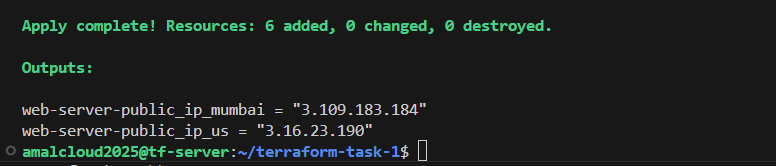 Apply complete! Resources: 6 added, 0 changed, 0 destroyed.
Outputs:
web-server-public_ip_mumbai = "3.109.183.184"
web-server-public_ip_us = "3.16.23.190"
amalcloud2025@tf-server:~/terraform-task-1$